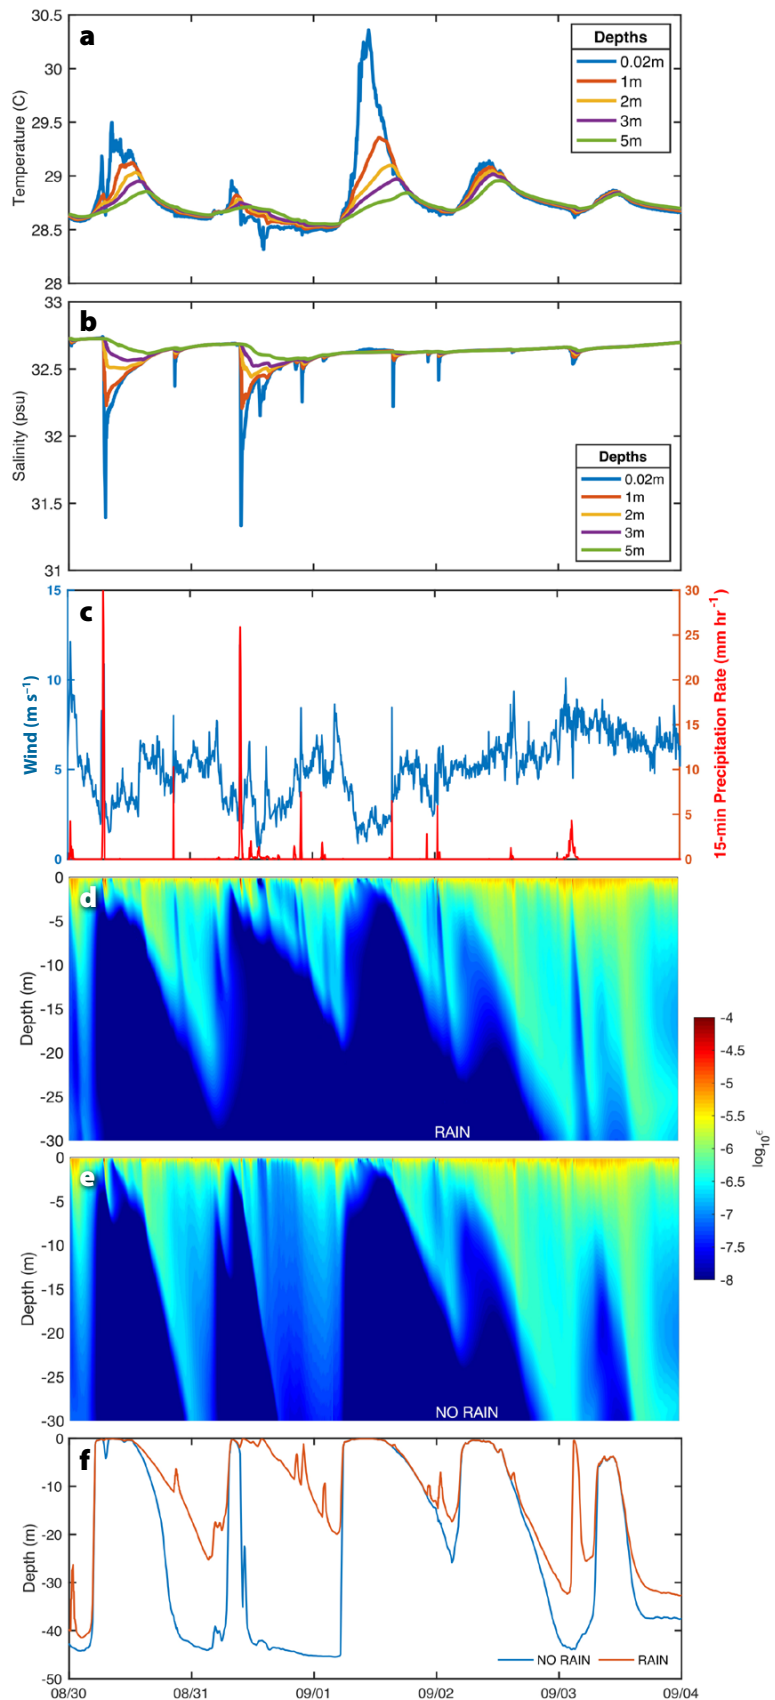 a
30.5
30
29.5
29
28.5
28
Temperature (C)
Depths
0.02m
1m
2m
3m
5m
b
33
32.5
32
31.5
31
Salinity (psu)
Depths
0.02m
1m
2m
3m
5m
c
15
10
5
0
Wind (m s⁻¹)
30
25
20
15
10
5
0
15-min Precipitation Rate (mm hr⁻¹)
d
0
-5
-10
-15
-20
-25
-30
Depth (m)
RAIN
e
0
-5
-10
-15
-20
-25
-30
Depth (m)
NO RAIN
-4
-4.5
-5
-5.5
-6
-6.5
-7
-7.5
-8
log₁₀ϵ
f
0
-10
-20
-30
-40
-50
Depth (m)
NO RAIN RAIN
08/30 08/31 09/01 09/02 09/03 09/04